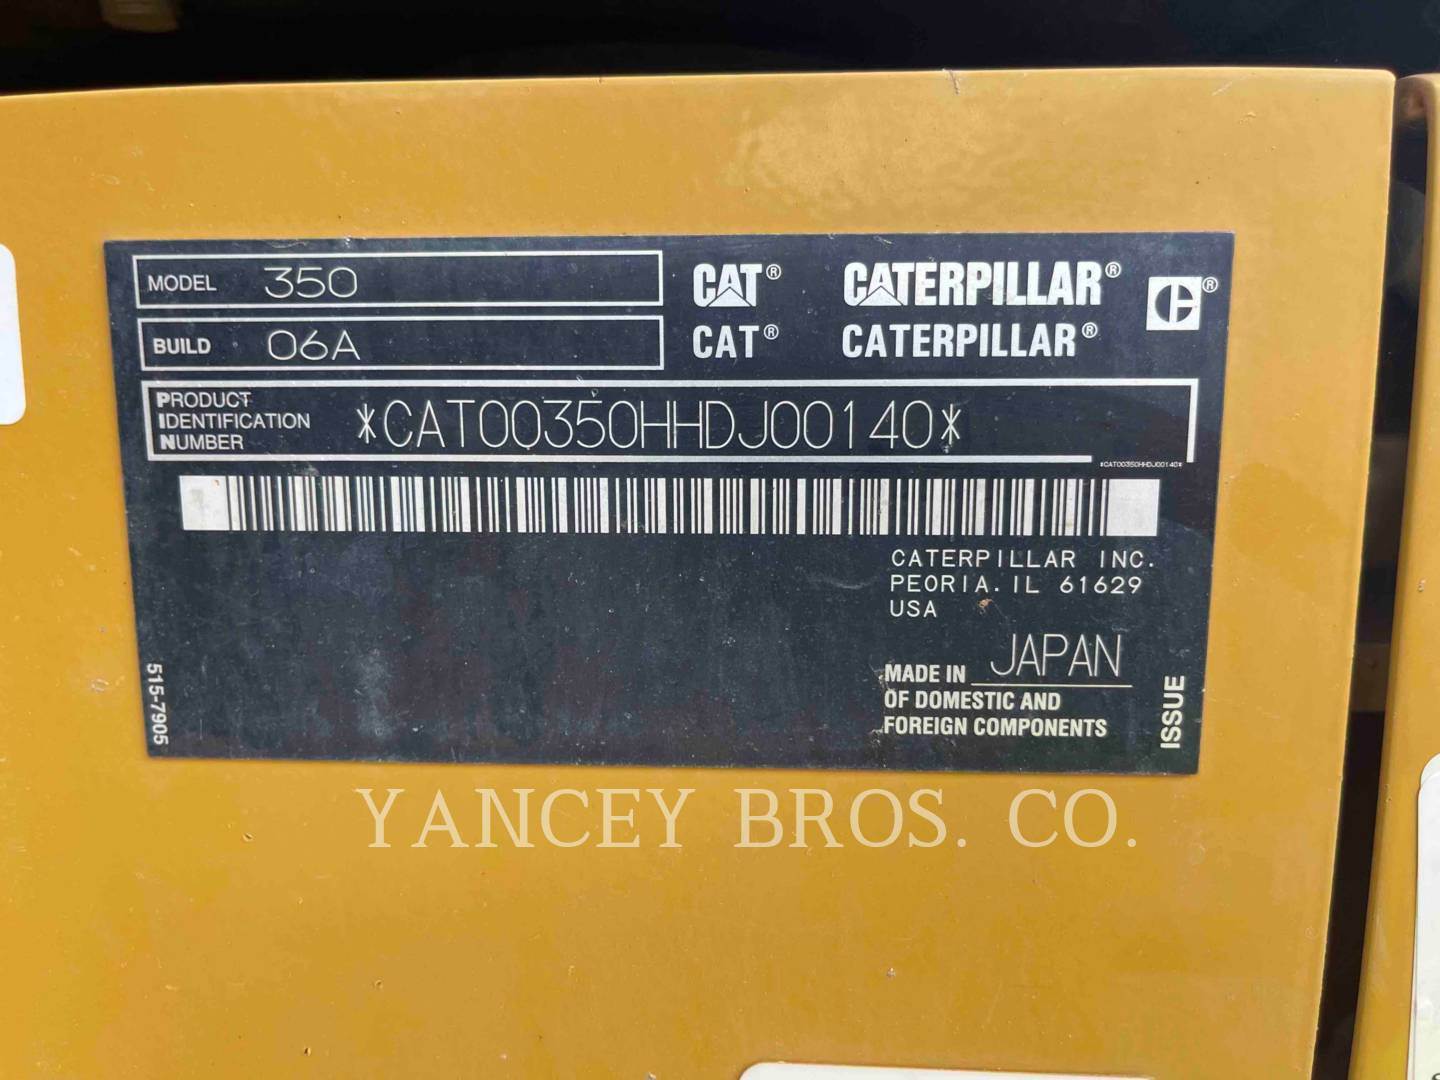 MODEL 350
BUILD 06A
CAT® CATERPILLAR® ®
CAT® CATERPILLAR®
PRODUCT
IDENTIFICATION
NUMBER
*CAT00350HHDJ00140*
*CAT00350HHDJ00140*
CATERPILLAR INC.
PEORIA. IL 61629
USA
MADE IN JAPAN
OF DOMESTIC AND
FOREIGN COMPONENTS
ISSUE
515-7905
YANCEY BROS. CO.